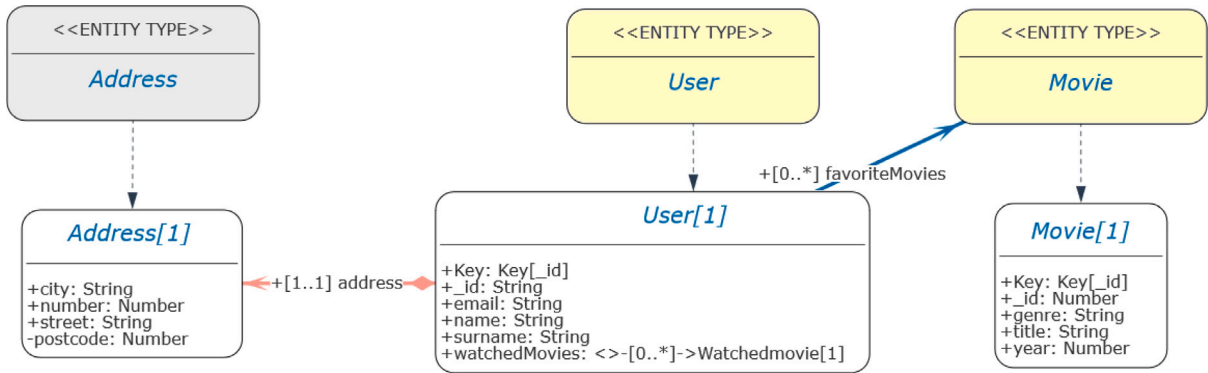 <<ENTITY TYPE>>
Address
<<ENTITY TYPE>>
User
<<ENTITY TYPE>>
Movie
+[0..*] favoriteMovies
Address[1]
+city: String
+number: Number
+street: String
-postcode: Number
+[1..1] address
User[1]
+Key: Key[_id]
+_id: String
+email: String
+name: String
+surname: String
+watchedMovies: <>-[0..*]->Watchedmovie[1]
Movie[1]
+Key: Key[_id]
+_id: Number
+genre: String
+title: String
+year: Number